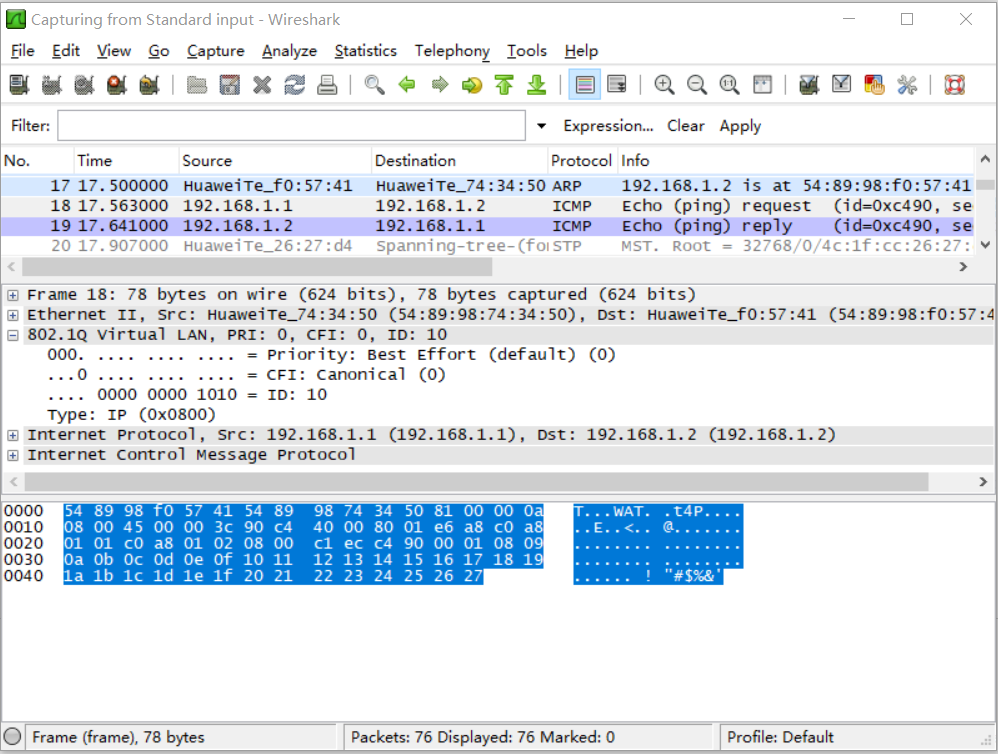 Capturing from Standard input - Wireshark
File Edit View Go Capture Analyze Statistics Telephony Tools Help
Filter: Expression... Clear Apply
No. Time Source Destination Protocol Info
17 17.500000 HuaweiTe_f0:57:41 HuaweiTe_74:34:50 ARP 192.168.1.2 is at 54:89:98:f0:57:41
18 17.563000 192.168.1.1 192.168.1.2 ICMP Echo (ping) request (id=0xc490, se
19 17.641000 192.168.1.2 192.168.1.1 ICMP Echo (ping) reply (id=0xc490, se
20 17.907000 HuaweiTe_26:27:d4 Spanning-tree-(for STP MST. Root = 32768/0/4c:1f:cc:26:27:
Frame 18: 78 bytes on wire (624 bits), 78 bytes captured (624 bits)
Ethernet II, Src: HuaweiTe_74:34:50 (54:89:98:74:34:50), Dst: HuaweiTe_f0:57:41 (54:89:98:f0:57:4
802.1Q Virtual LAN, PRI: 0, CFI: 0, ID: 10
000. .... .... .... = Priority: Best Effort (default) (0)
...0 .... .... .... = CFI: Canonical (0)
.... 0000 0000 1010 = ID: 10
Type: IP (0x0800)
Internet Protocol, Src: 192.168.1.1 (192.168.1.1), Dst: 192.168.1.2 (192.168.1.2)
Internet Control Message Protocol
0000 54 89 98 f0 57 41 54 89 98 74 34 50 81 00 00 0a T...WAT. .t4P....
0010 08 00 45 00 00 3c 90 c4 40 00 80 01 e6 a8 c0 a8 ..E..<.. @.......
0020 01 01 c0 a8 01 02 08 00 c1 ec c4 90 00 01 08 09 ........ ........
0030 0a 0b 0c 0d 0e 0f 10 11 12 13 14 15 16 17 18 19 ........ ........
0040 1a 1b 1c 1d 1e 1f 20 21 22 23 24 25 26 27 ...... ! "#$%&'
Frame (frame), 78 bytes Packets: 76 Displayed: 76 Marked: 0 Profile: Default